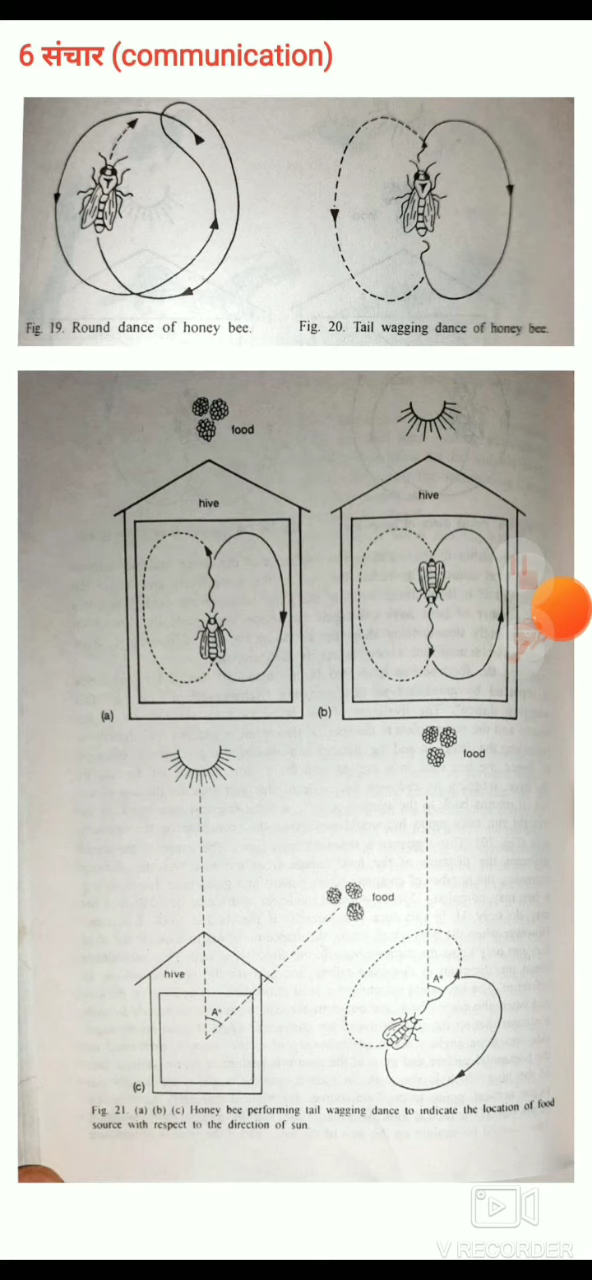 6 संचार (communication)
Fig. 19. Round dance of honey bee.
Fig. 20. Tail wagging dance of honey bee.
food
hive
hive
(a)
(b)
food
food
hive
A°
A°
(c)
Fig. 21. (a) (b) (c) Honey bee performing tail wagging dance to indicate the location of food
source with respect to the direction of sun
V RECORDER